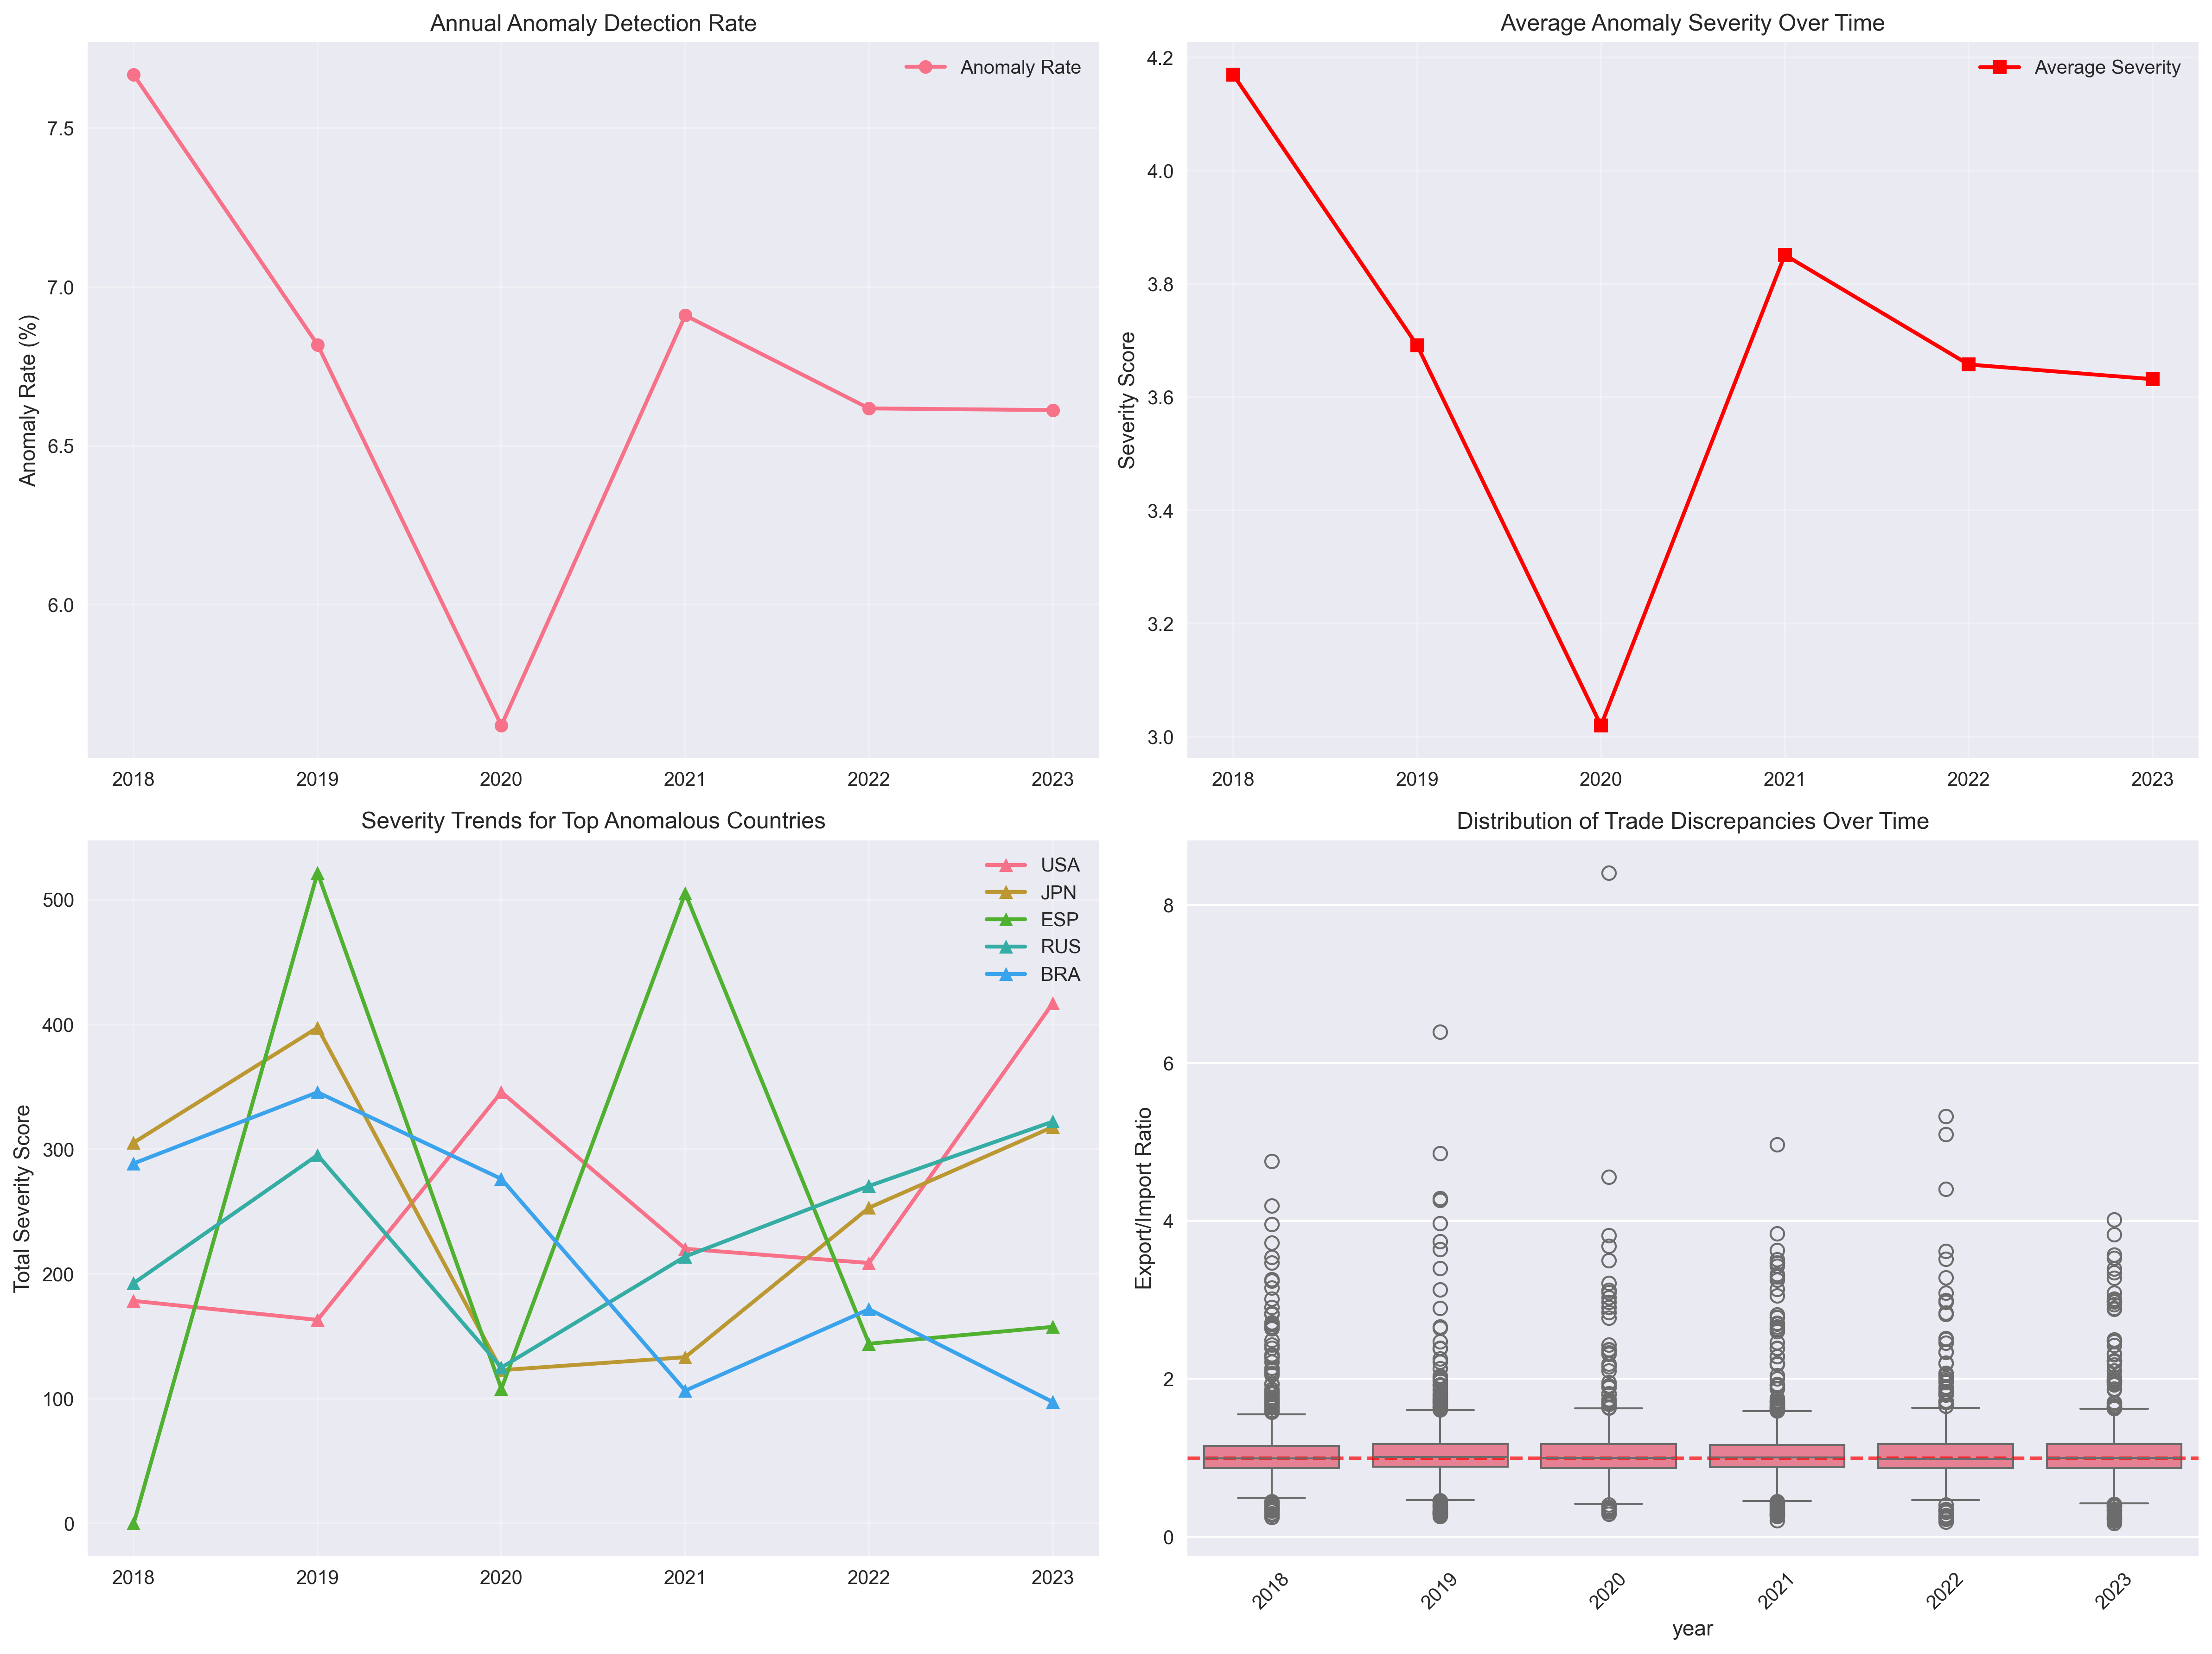 Annual Anomaly Detection Rate
Anomaly Rate
Anomaly Rate (%)
7.5
7.0
6.5
6.0
2018 2019 2020 2021 2022 2023
Average Anomaly Severity Over Time
Average Severity
Severity Score
4.2
4.0
3.8
3.6
3.4
3.2
3.0
2018 2019 2020 2021 2022 2023
Severity Trends for Top Anomalous Countries
USA
JPN
ESP
RUS
BRA
Total Severity Score
500
400
300
200
100
0
2018 2019 2020 2021 2022 2023
Distribution of Trade Discrepancies Over Time
Export/Import Ratio
8
6
4
2
0
2018 2019 2020 2021 2022 2023
year